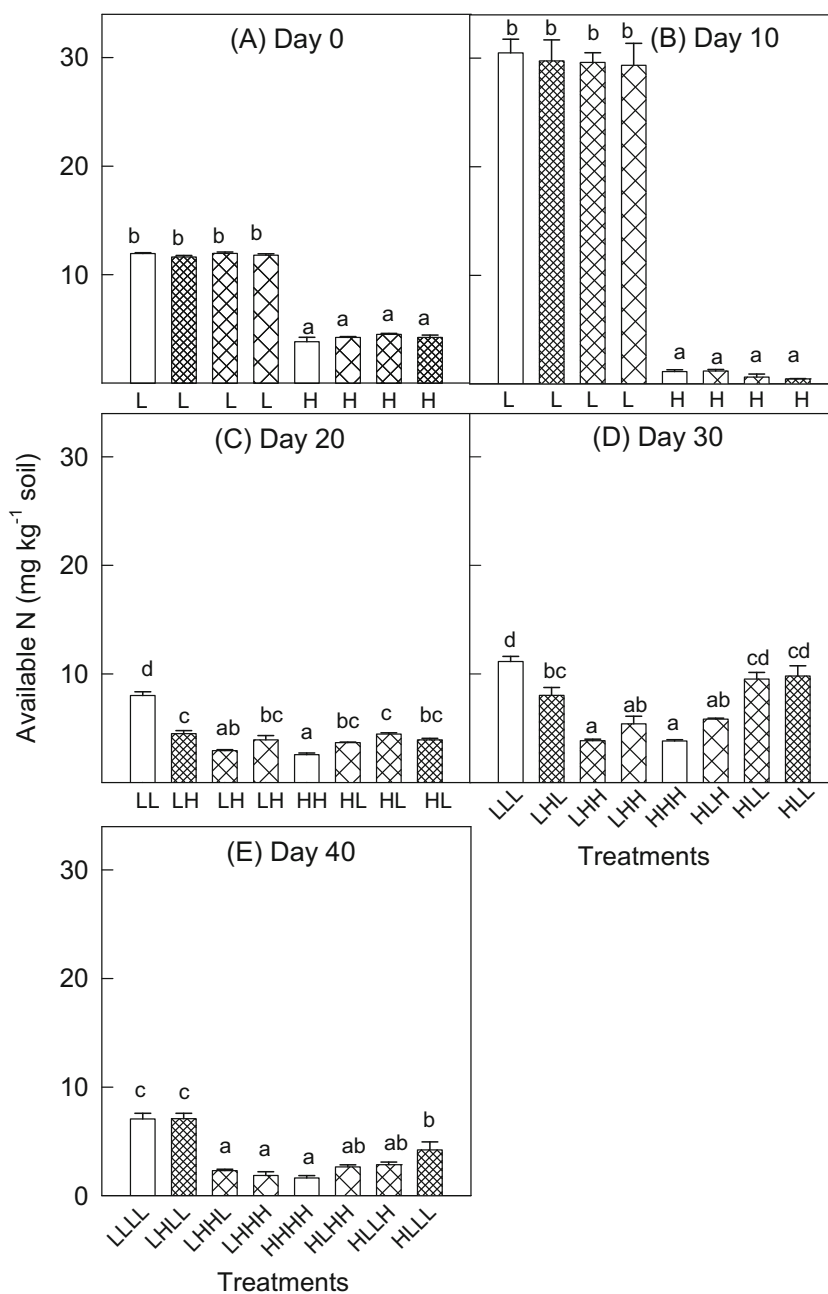 (A) Day 0
30
20
10
b b b b a a a a
L L L L H H H H
(B) Day 10
b b b b a a a a
L L L L H H H H
(C) Day 20
30
20
10
d c ab bc a bc c bc
LL LH LH LH HH HL HL HL
(D) Day 30
d bc a ab a ab cd cd
LLL LHL LHH LHH HHH HLH HLL HLL
Treatments
Available N (mg kg⁻¹ soil)
(E) Day 40
30
20
10
0
c c a a a ab ab b
LLLL LHLL LHHL LHHH HHHH HLHH HLLH HLLL
Treatments